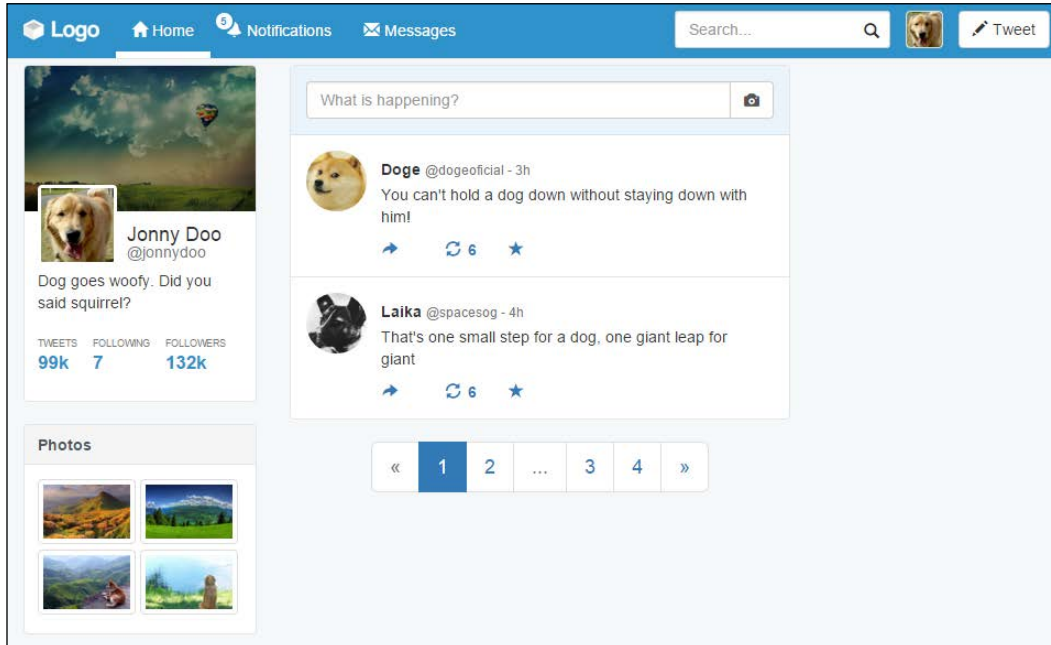 Logo
Home
5
Notifications
Messages
Search...
Tweet
Jonny Doo
@jonnydoo
Dog goes woofy. Did you
said squirrel?
TWEETS FOLLOWING FOLLOWERS
99k 7 132k
Photos
What is happening?
Doge @dogeoficial - 3h
You can't hold a dog down without staying down with
him!
6
Laika @spacesog - 4h
That's one small step for a dog, one giant leap for
giant
6
« 1 2 ... 3 4 »